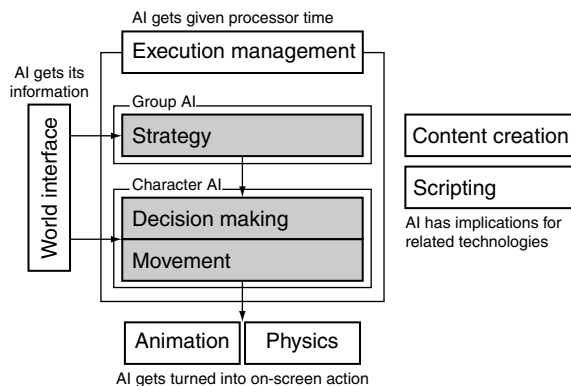 AI gets given processor time
Execution management
AI gets its
information
World interface
Group AI
Strategy
Character AI
Decision making
Movement
Animation
Physics
AI gets turned into on-screen action
Content creation
Scripting
AI has implications for
related technologies